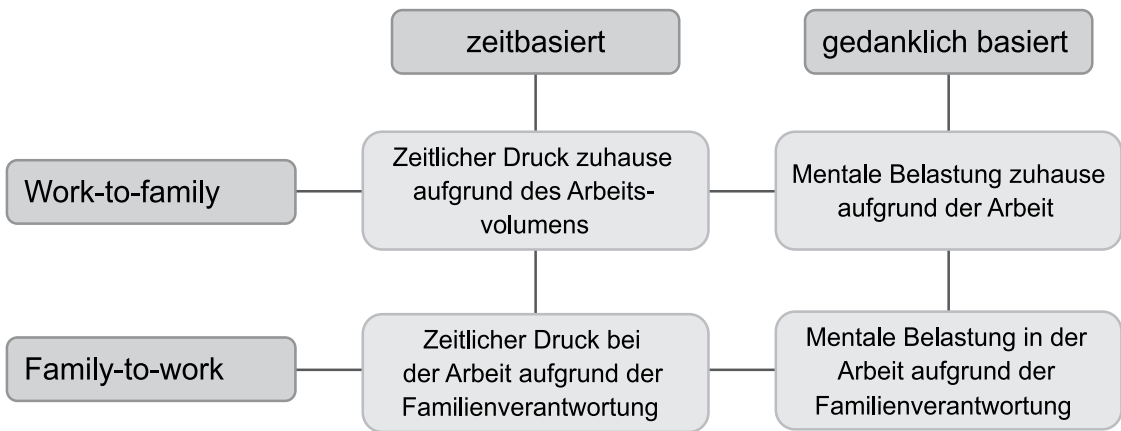 zeitbasiert
gedanklich basiert
Work-to-family
Zeitlicher Druck zuhause
aufgrund des Arbeits-
volumens
Mentale Belastung zuhause
aufgrund der Arbeit
Family-to-work
Zeitlicher Druck bei
der Arbeit aufgrund der
Familienverantwortung
Mentale Belastung in der
Arbeit aufgrund der
Familienverantwortung